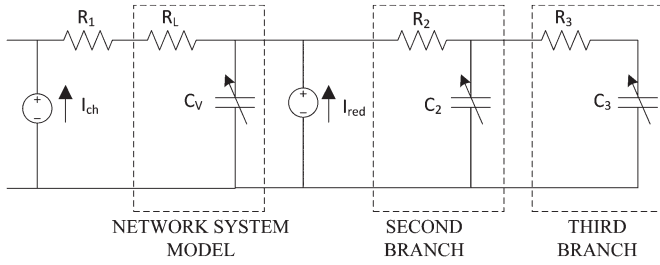 R1 RL R2 R3
+
−
Ich
CV
+
−
Ired
C2
C3
NETWORK SYSTEM
MODEL
SECOND
BRANCH
THIRD
BRANCH